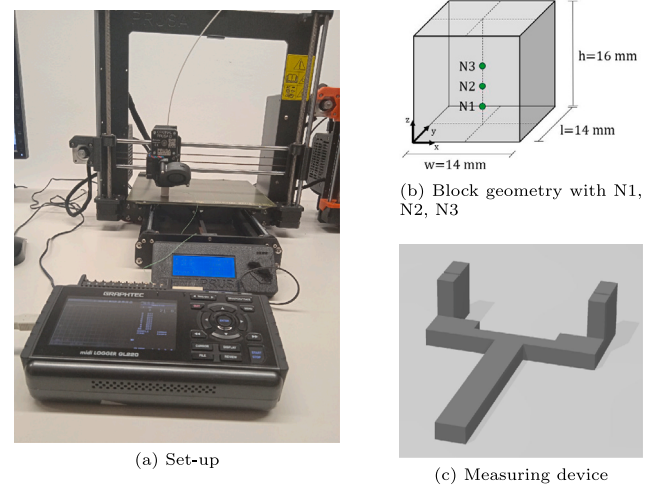 PRUSA
GRAPHTEC
midi LOGGER GL820
(a) Set-up
h=16 mm
N3
N2
N1
z
y
x
l=14 mm
w=14 mm
(b) Block geometry with N1,
N2, N3
(c) Measuring device